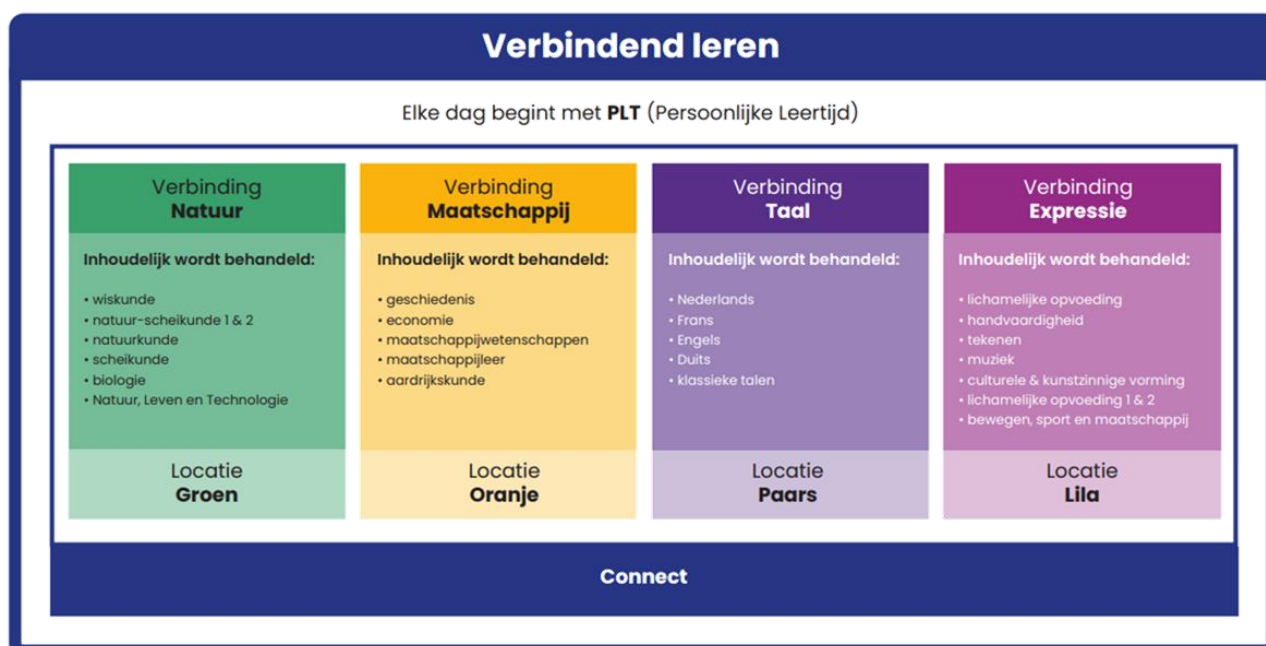 Verbindend leren
Elke dag begint met PLT (Persoonlijke Leertijd)
Verbinding
Natuur
Inhoudelijk wordt behandeld:
• wiskunde
• natuur-scheikunde 1 & 2
• natuurkunde
• scheikunde
• biologie
• Natuur, Leven en Technologie
Locatie
Groen
Verbinding
Maatschappij
Inhoudelijk wordt behandeld:
• geschiedenis
• economie
• maatschappijwetenschappen
• maatschappijleer
• aardrijkskunde
Locatie
Oranje
Verbinding
Taal
Inhoudelijk wordt behandeld:
• Nederlands
• Frans
• Engels
• Duits
• klassieke talen
Locatie
Paars
Verbinding
Expressie
Inhoudelijk wordt behandeld:
• lichamelijke opvoeding
• handvaardigheid
• tekenen
• muziek
• culturele & kunstzinnige vorming
• lichamelijke opvoeding 1 & 2
• bewegen, sport en maatschappij
Locatie
Lila
Connect